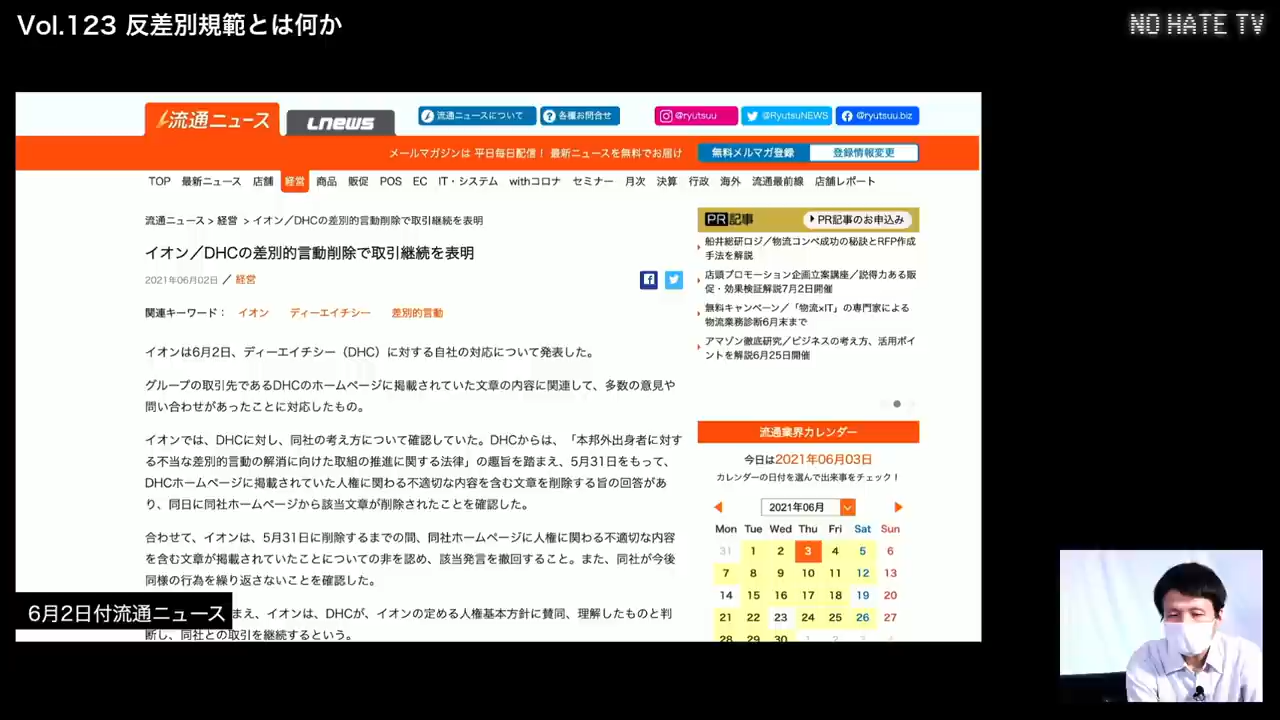 Vol.123 反差別規範とは何か
NO HATE TV
流通ニュース
LNEWS
流通ニュースについて
各種お問合せ
@ryutsuu
@RyutsuNEWS
@ryutsuu.biz
メールマガジンは 平日毎日配信！ 最新ニュースを無料でお届け
無料メルマガ登録
登録情報変更
TOP 最新ニュース 店舗 経営 商品 販促 POS EC IT・システム withコロナ セミナー 月次 決算 行政 海外 流通最前線 店舗レポート
流通ニュース > 経営 > イオン／DHCの差別的言動削除で取引継続を表明
イオン／DHCの差別的言動削除で取引継続を表明
2021年06月02日 ／ 経営
関連キーワード： イオン ディーエイチシー 差別的言動
イオンは6月2日、ディーエイチシー（DHC）に対する自社の対応について発表した。
グループの取引先であるDHCのホームページに掲載されていた文章の内容に関連して、多数の意見や
問い合わせがあったことに対応したもの。
イオンでは、DHCに対し、同社の考え方について確認していた。DHCからは、「本邦外出身者に対す
る不当な差別的言動の解消に向けた取組の推進に関する法律」の趣旨を踏まえ、5月31日をもって、
DHCホームページに掲載されていた人権に関わる不適切な内容を含む文章を削除する旨の回答があ
り、同日に同社ホームページから該当文章が削除されたことを確認した。
合わせて、イオンは、5月31日に削除するまでの間、同社ホームページに人権に関わる不適切な内容
を含む文章が掲載されていたことについての非を認め、該当発言を撤回すること。また、同社が今後
同様の行為を繰り返さないことを確認した。
まえ、イオンは、DHCが、イオンの定める人権基本方針に賛同、理解したものと判
断し、同社との取引を継続するという。
6月2日付流通ニュース
PR記事
PR記事のお申込み
船井総研ロジ／物流コンペ成功の秘訣とRFP作成
手法を解説
店頭プロモーション企画立案講座／説得力ある販
促・効果検証解説7月2日開催
無料キャンペーン／「物流×IT」の専門家による
物流業務診断6月末まで
アマゾン徹底研究／ビジネスの考え方、活用ポイ
ントを解説6月25日開催
流通業界カレンダー
今日は2021年06月03日
カレンダーの日付を選んで出来事をチェック！
2021年06月
Mon Tue Wed Thu Fri Sat Sun
31 1 2 3 4 5 6
7 8 9 10 11 12 13
14 15 16 17 18 19 20
21 22 23 24 25 26 27
28 29 30 1 2 3 4